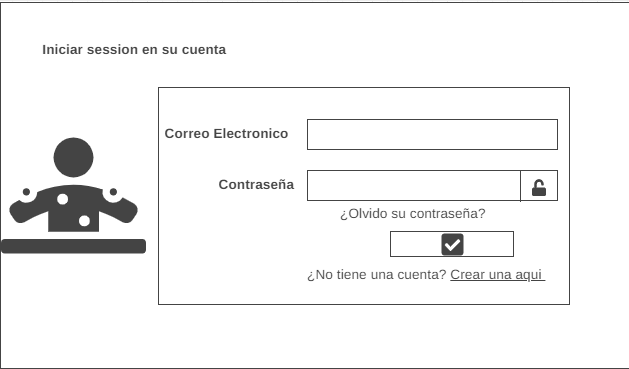 Iniciar session en su cuenta
Correo Electronico
Contraseña
¿Olvido su contraseña?
¿No tiene una cuenta? Crear una aqui